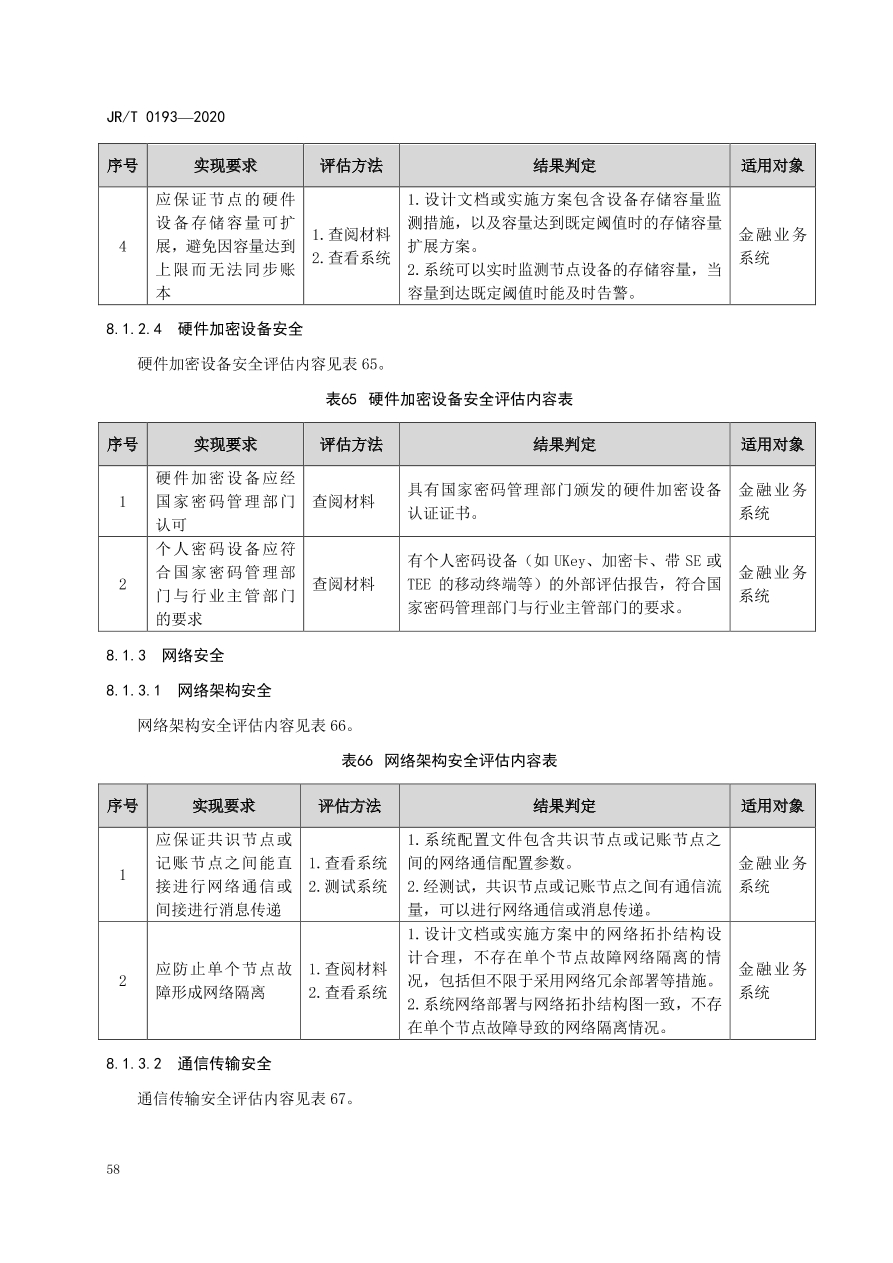 JR/T 0193—2020
序号 实现要求 评估方法 结果判定 适用对象
4
应保证节点的硬件
设备存储容量可扩
展，避免因容量达到
上限而无法同步账
本
1.查阅材料
2.查看系统
1.设计文档或实施方案包含设备存储容量监
测措施，以及容量达到既定阈值时的存储容量
扩展方案。
2.系统可以实时监测节点设备的存储容量，当
容量到达既定阈值时能及时告警。
金融业务
系统
8.1.2.4 硬件加密设备安全
硬件加密设备安全评估内容见表 65。
表65 硬件加密设备安全评估内容表
序号 实现要求 评估方法 结果判定 适用对象
1
硬件加密设备应经
国家密码管理部门
认可
查阅材料
具有国家密码管理部门颁发的硬件加密设备
认证证书。
金融业务
系统
2
个人密码设备应符
合国家密码管理部
门与行业主管部门
的要求
查阅材料
有个人密码设备（如 UKey、加密卡、带 SE 或
TEE 的移动终端等）的外部评估报告，符合国
家密码管理部门与行业主管部门的要求。
金融业务
系统
8.1.3 网络安全
8.1.3.1 网络架构安全
网络架构安全评估内容见表 66。
表66 网络架构安全评估内容表
序号 实现要求 评估方法 结果判定 适用对象
1
应保证共识节点或
记账节点之间能直
接进行网络通信或
间接进行消息传递
1.查看系统
2.测试系统
1.系统配置文件包含共识节点或记账节点之
间的网络通信配置参数。
2.经测试，共识节点或记账节点之间有通信流
量，可以进行网络通信或消息传递。
金融业务
系统
2
应防止单个节点故
障形成网络隔离
1.查阅材料
2.查看系统
1.设计文档或实施方案中的网络拓扑结构设
计合理，不存在单个节点故障网络隔离的情
况，包括但不限于采用网络冗余部署等措施。
2.系统网络部署与网络拓扑结构图一致，不存
在单个节点故障导致的网络隔离情况。
金融业务
系统
8.1.3.2 通信传输安全
通信传输安全评估内容见表 67。
58